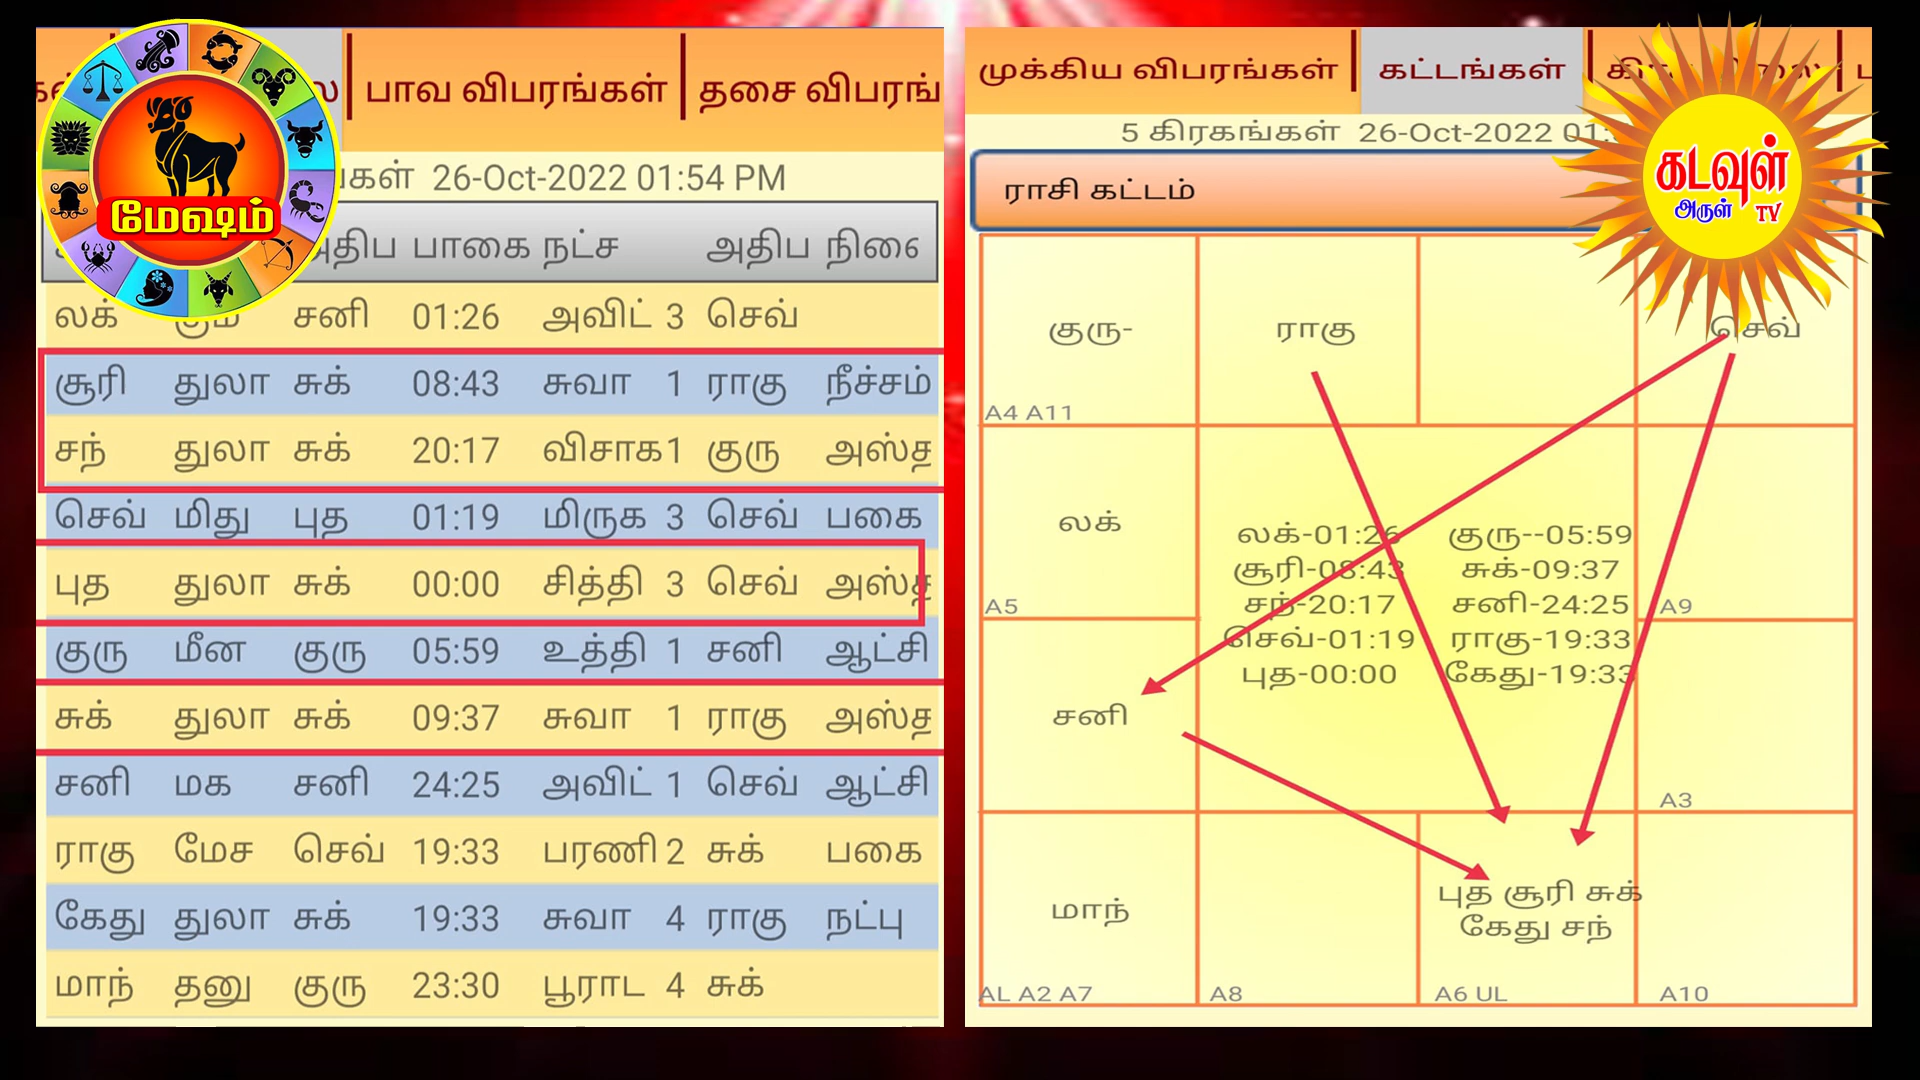 பாவ விபரங்கள் தசை விபரங்
26-Oct-2022 01:54 PM
மேஷம்
அதிப பாகை நட்ச அதிப நிலை
லக் சனி 01:26 அவிட் 3 செவ்
சூரி துலா சுக் 08:43 சுவா 1 ராகு நீச்சம்
சந் துலா சுக் 20:17 விசாக 1 குரு அஸ்த
செவ் மிது புத 01:19 மிருக 3 செவ் பகை
புத துலா சுக் 00:00 சித்தி 3 செவ் அஸ்த
குரு மீன குரு 05:59 உத்தி 1 சனி ஆட்சி
சுக் துலா சுக் 09:37 சுவா 1 ராகு அஸ்த
சனி மக சனி 24:25 அவிட் 1 செவ் ஆட்சி
ராகு மேச செவ் 19:33 பரணி 2 சுக் பகை
கேது துலா சுக் 19:33 சுவா 4 ராகு நட்பு
மாந் தனு குரு 23:30 பூராட 4 சுக்
முக்கிய விபரங்கள் கட்டங்கள்
5 கிரகங்கள் 26-Oct-2022
ராசி கட்டம்
கடவுள்
அருள் TV
குரு- ராகு செவ்
A4 A11
லக்
லக்-01:26 குரு--05:59
சூரி-08:43 சுக்-09:37
சந்-20:17 சனி-24:25
செவ்-01:19 ராகு-19:33
புத-00:00 கேது-19:33
A5 A9
சனி
A3
மாந் புத சூரி சுக்
கேது சந்
AL A2 A7 A8 A6 UL A10